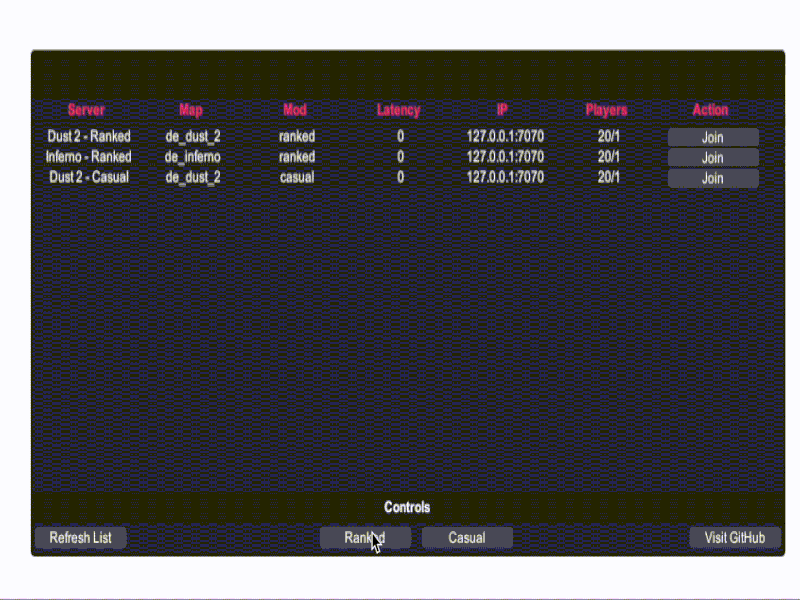 Server Map Mod Latency IP Players Action
Dust 2 - Ranked de_dust_2 ranked 0 127.0.0.1:7070 20/1 Join
Inferno - Ranked de_inferno ranked 0 127.0.0.1:7070 20/1 Join
Dust 2 - Casual de_dust_2 casual 0 127.0.0.1:7070 20/1 Join
Controls
Refresh List Ranked Casual Visit GitHub